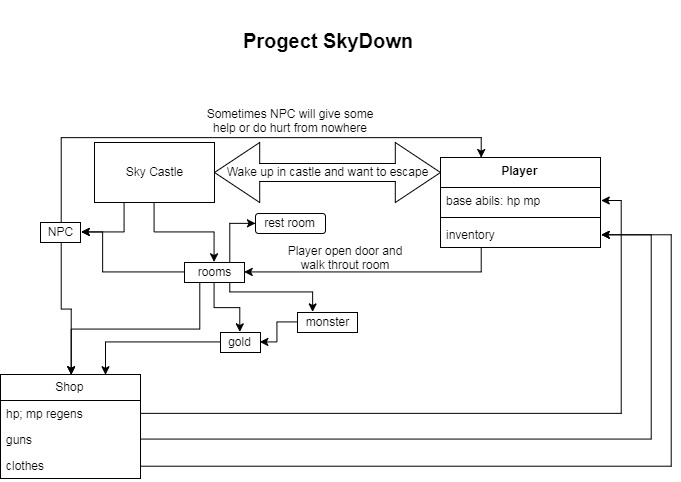 Progect SkyDown
Sometimes NPC will give some
help or do hurt from nowhere
Sky Castle
Wake up in castle and want to escape
Player
base abils: hp mp
inventory
NPC
rest room
Player open door and
walk throut room
rooms
monster
gold
Shop
hp; mp regens
guns
clothes